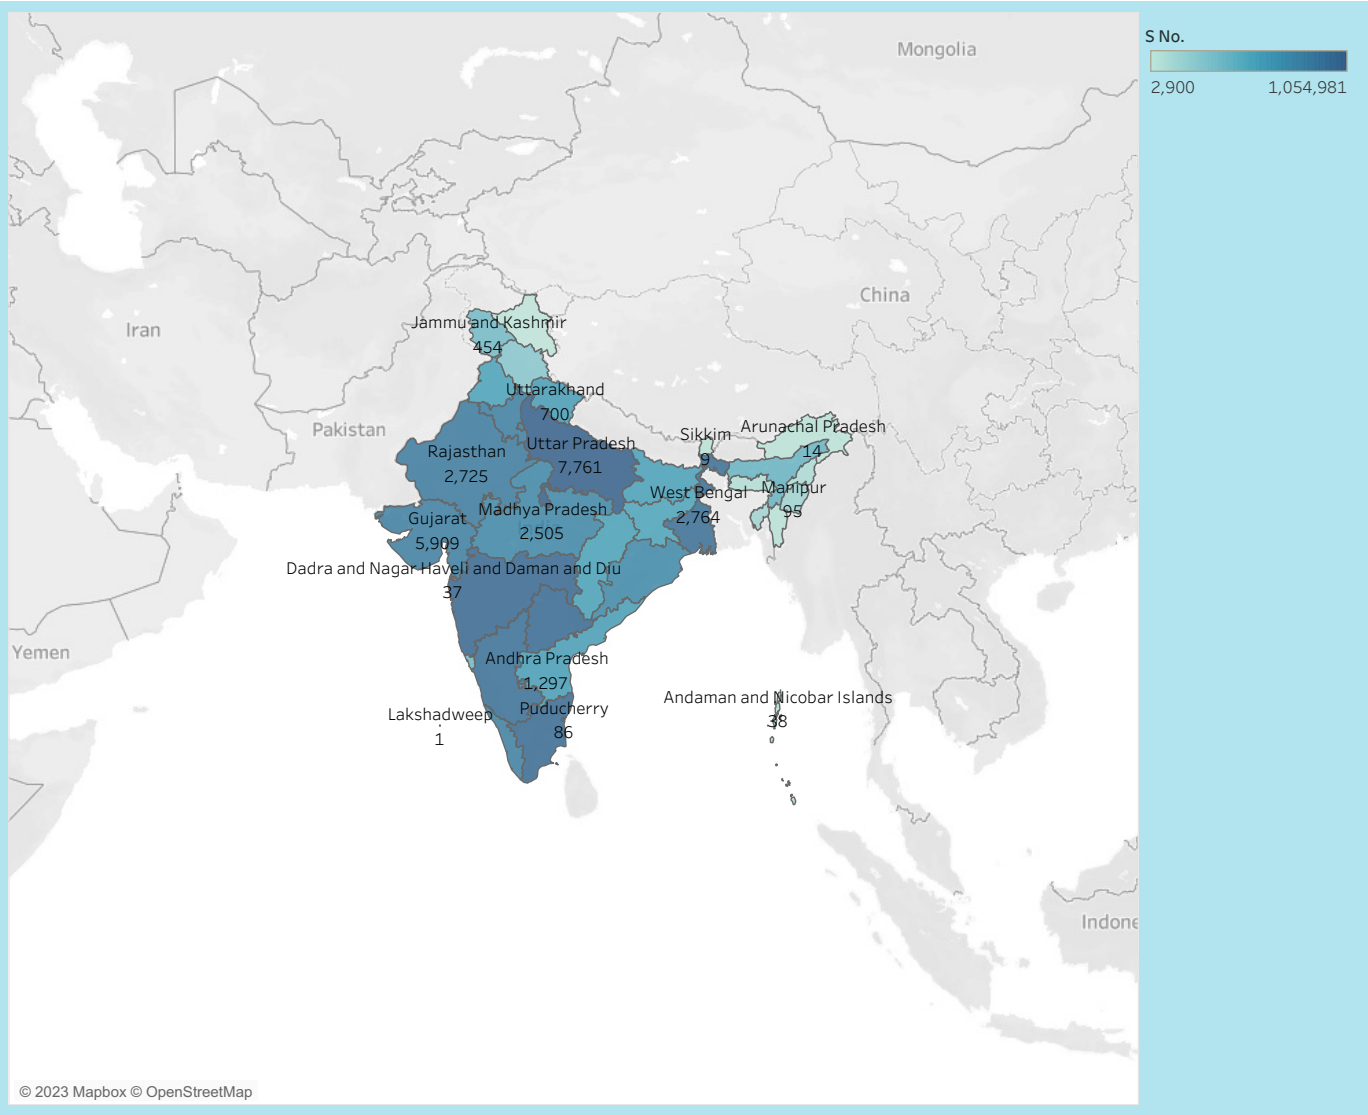 S No.
2,900
1,054,981
Mongolia
China
Iran
Pakistan
Yemen
Indone
Jammu and Kashmir
454
Uttarakhand
700
Uttar Pradesh
7,761
Rajasthan
2,725
Sikkim
9
Arunachal Pradesh
14
West Bengal
2,764
Manipur
95
Madhya Pradesh
2,505
Gujarat
5,909
Dadra and Nagar Haveli and Daman and Diu
37
Andhra Pradesh
1,297
Puducherry
86
Lakshadweep
1
Andaman and Nicobar Islands
38
© 2023 Mapbox © OpenStreetMap